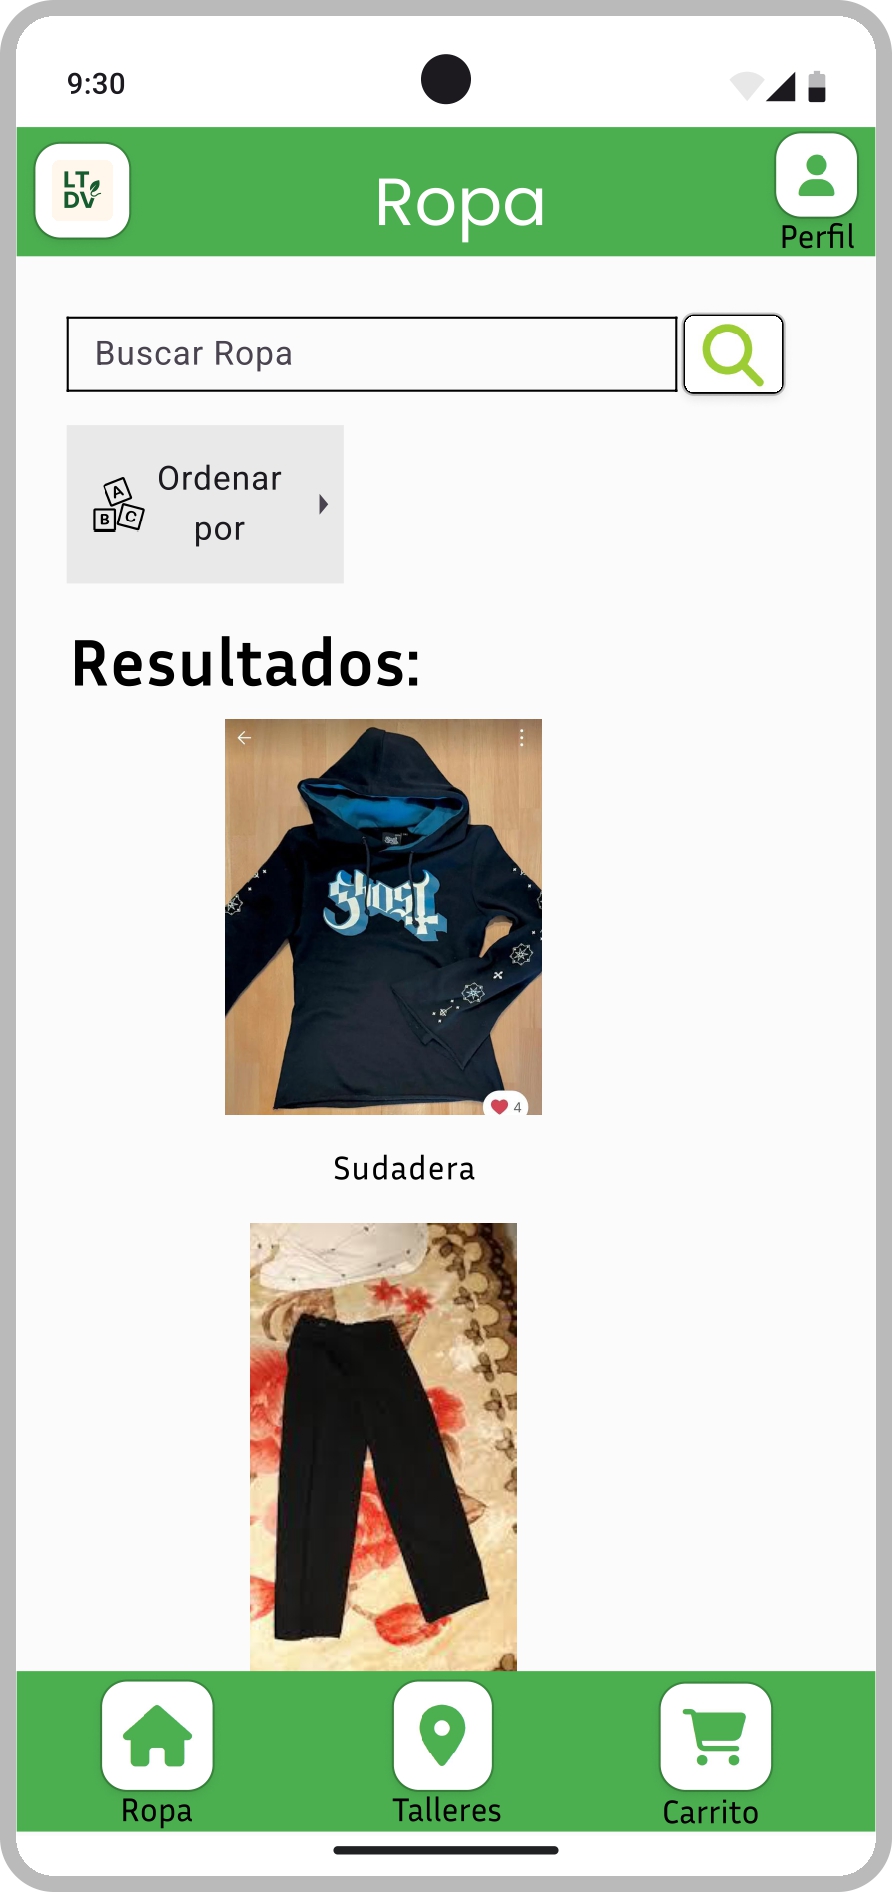 9:30
LT
DV
Ropa
Perfil
Buscar Ropa
A
B C
Ordenar
por
Resultados:
Ghost
4
Sudadera
Ropa
Talleres
Carrito